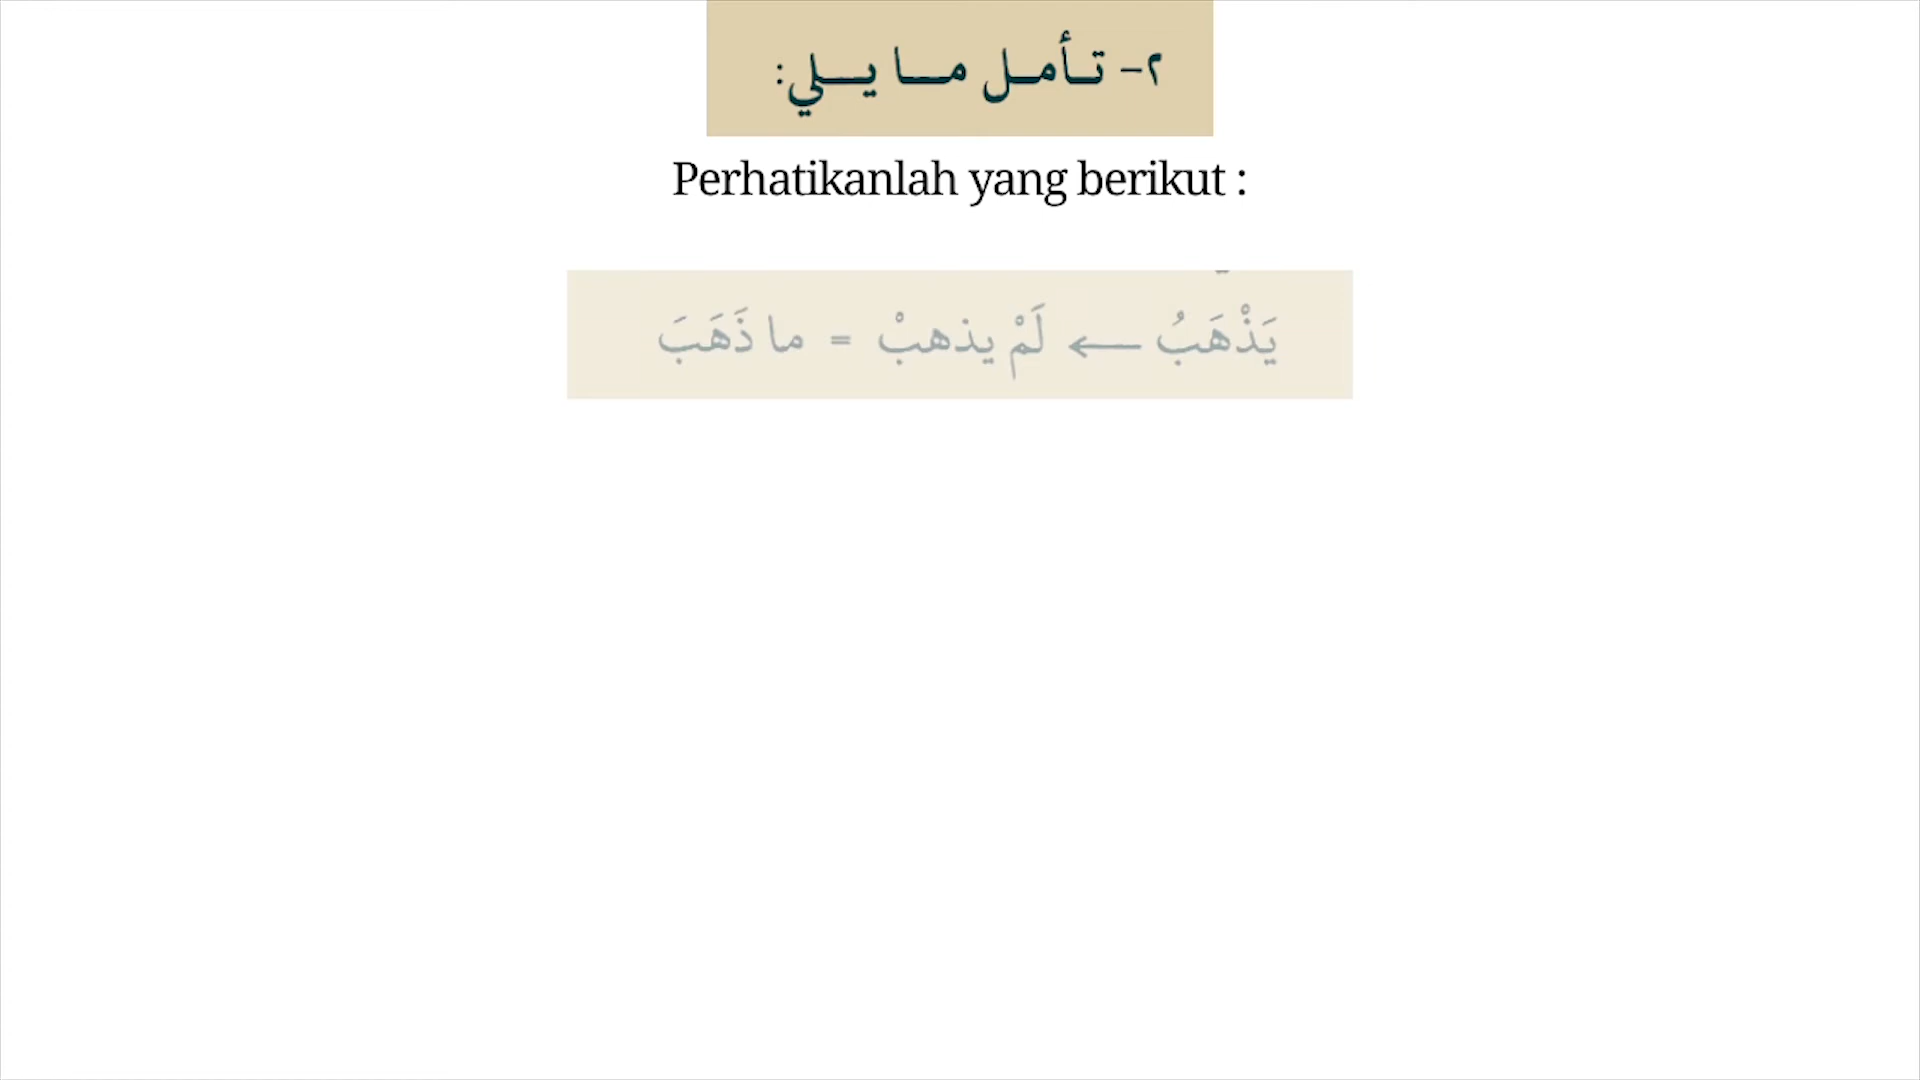 ٢- تأمل ما يلي:
Perhatikanlah yang berikut :
يَذْهَبُ ← لَمْ يذهبْ = ما ذَهَبَ